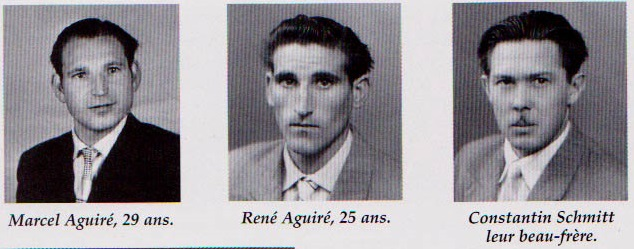 Marcel Aguiré, 29 ans.
René Aguiré, 25 ans.
Constantin Schmitt
leur beau-frère.